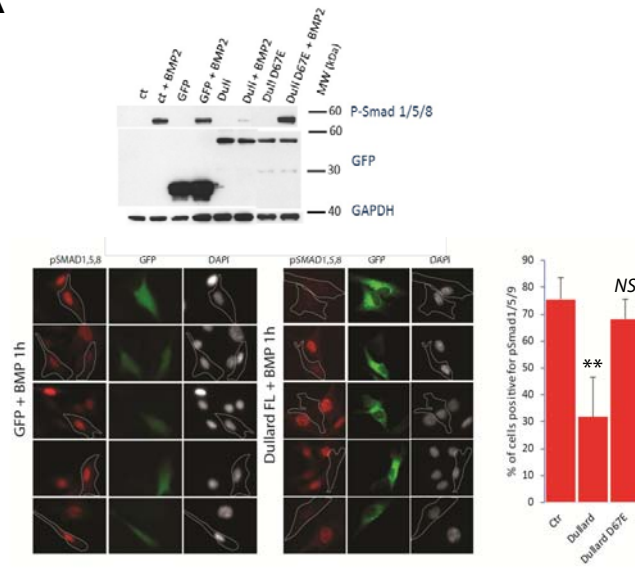 A
ct
ct + BMP2
GFP
GFP + BMP2
Dull
Dull + BMP2
Dull D67E
Dull D67E + BMP2
MW (kDa)
60 P-Smad 1/5/8
60
GFP
30
40 GAPDH
pSMAD1,5,8 GFP DAPI
pSMAD1,5,8 GFP DAPI
GFP + BMP 1h
Dullard FL + BMP 1h
% of cells positive for pSmad1/5/9
90
80
70
60
50
40
30
20
10
0
**
NS
Ctr
Dullard
Dullard D67E